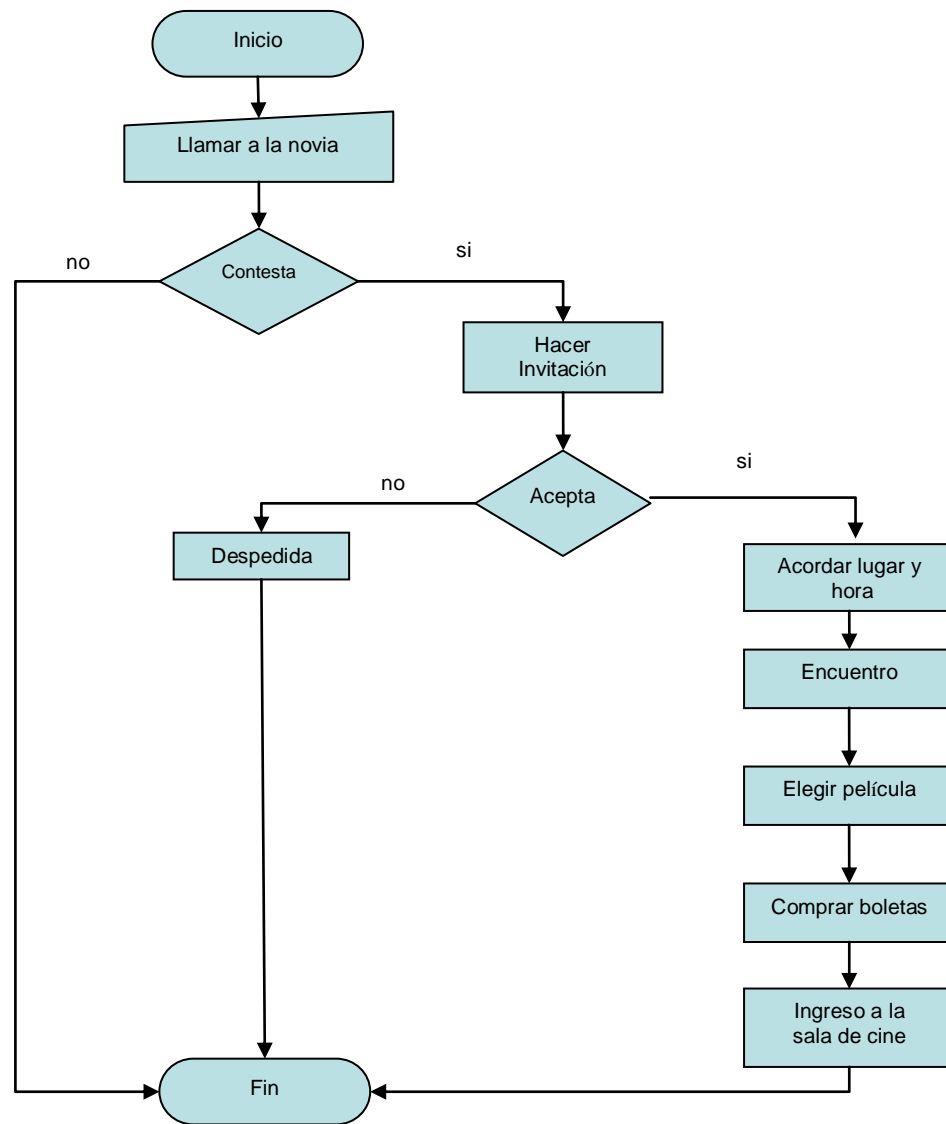 Inicio
Llamar a la novia
no
Contesta
si
Hacer
Invitación
no
Acepta
si
Despedida
Acordar lugar y
hora
Encuentro
Elegir película
Comprar boletas
Ingreso a la
sala de cine
Fin